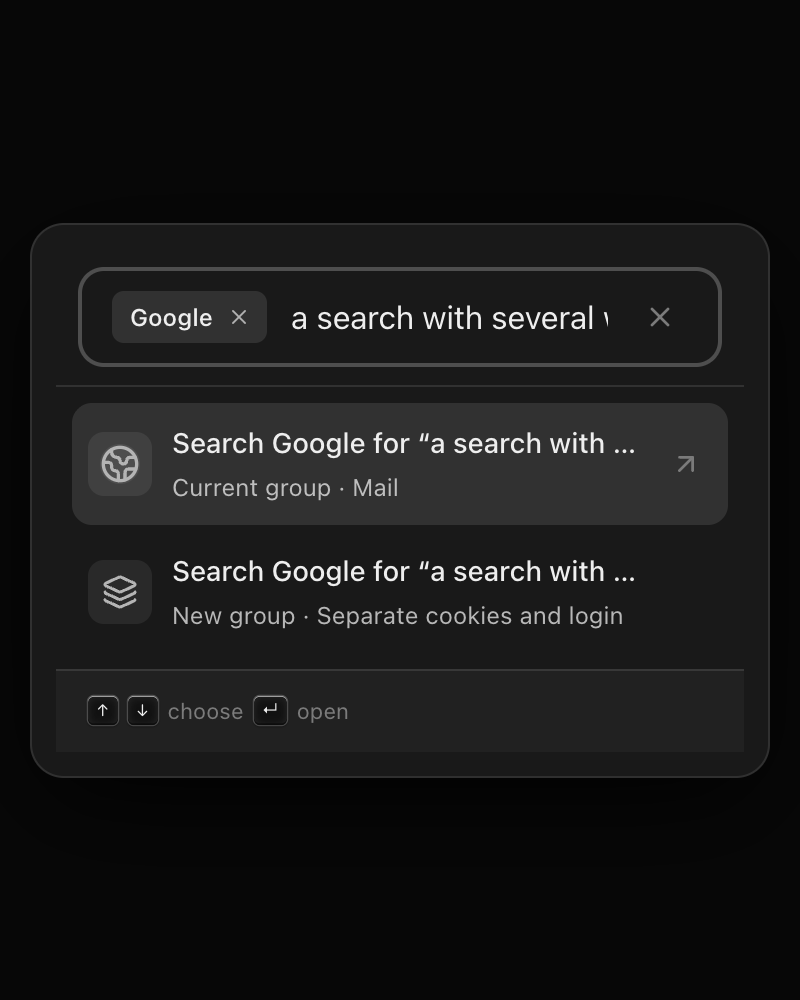 Google
a search with several
Search Google for “a search with ...
Current group · Mail
Search Google for “a search with ...
New group · Separate cookies and login
↑ ↓ choose ↵ open